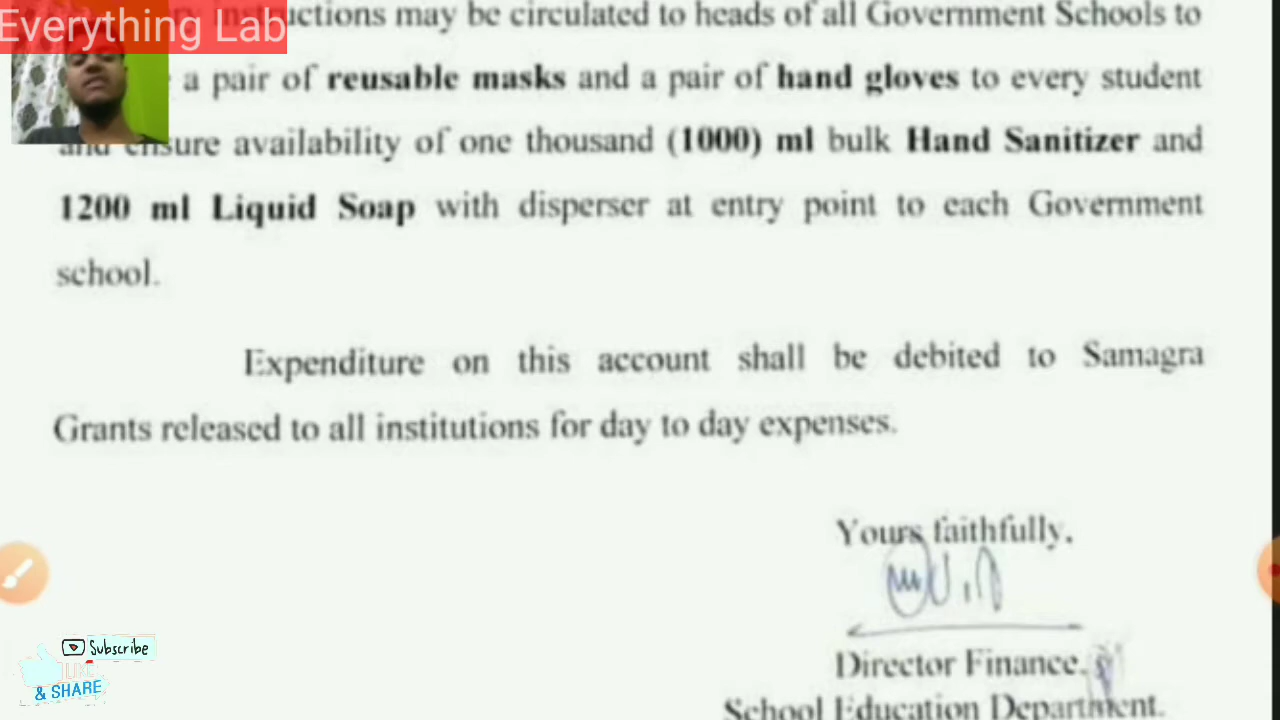 Everything Lab
instructions may be circulated to heads of all Government Schools to
a pair of reusable masks and a pair of hand gloves to every student
and ensure availability of one thousand (1000) ml bulk Hand Sanitizer and
1200 ml Liquid Soap with disperser at entry point to each Government
school.
Expenditure on this account shall be debited to Samagra
Grants released to all institutions for day to day expenses.
Yours faithfully,
Director Finance,
School Education Department.
Subscribe
LIKE
& SHARE